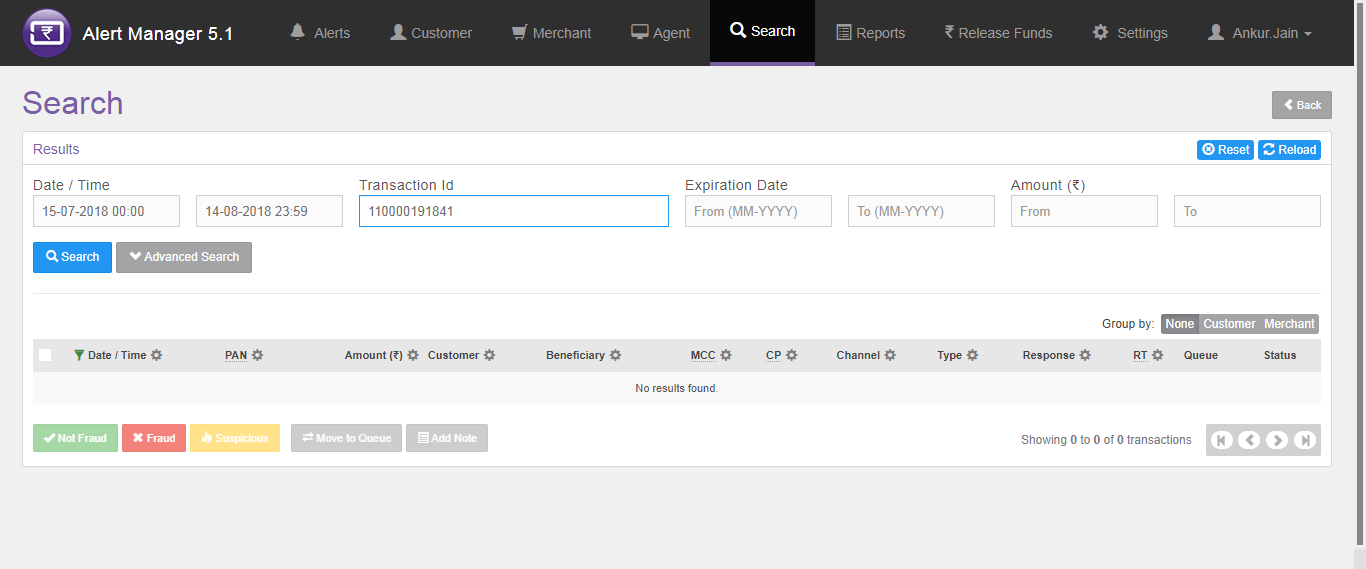 Alert Manager 5.1 Alerts Customer Merchant Agent Search Reports ₹ Release Funds Settings Ankur.Jain
Search
Back
Results Reset Reload
Date / Time Transaction Id Expiration Date Amount (₹)
15-07-2018 00:00 14-08-2018 23:59 110000191841 From (MM-YYYY) To (MM-YYYY) From To
Search Advanced Search
Group by: None Customer Merchant
Date / Time PAN Amount (₹) Customer Beneficiary MCC CP Channel Type Response RT Queue Status
No results found.
Not Fraud Fraud Suspicious Move to Queue Add Note Showing 0 to 0 of 0 transactions